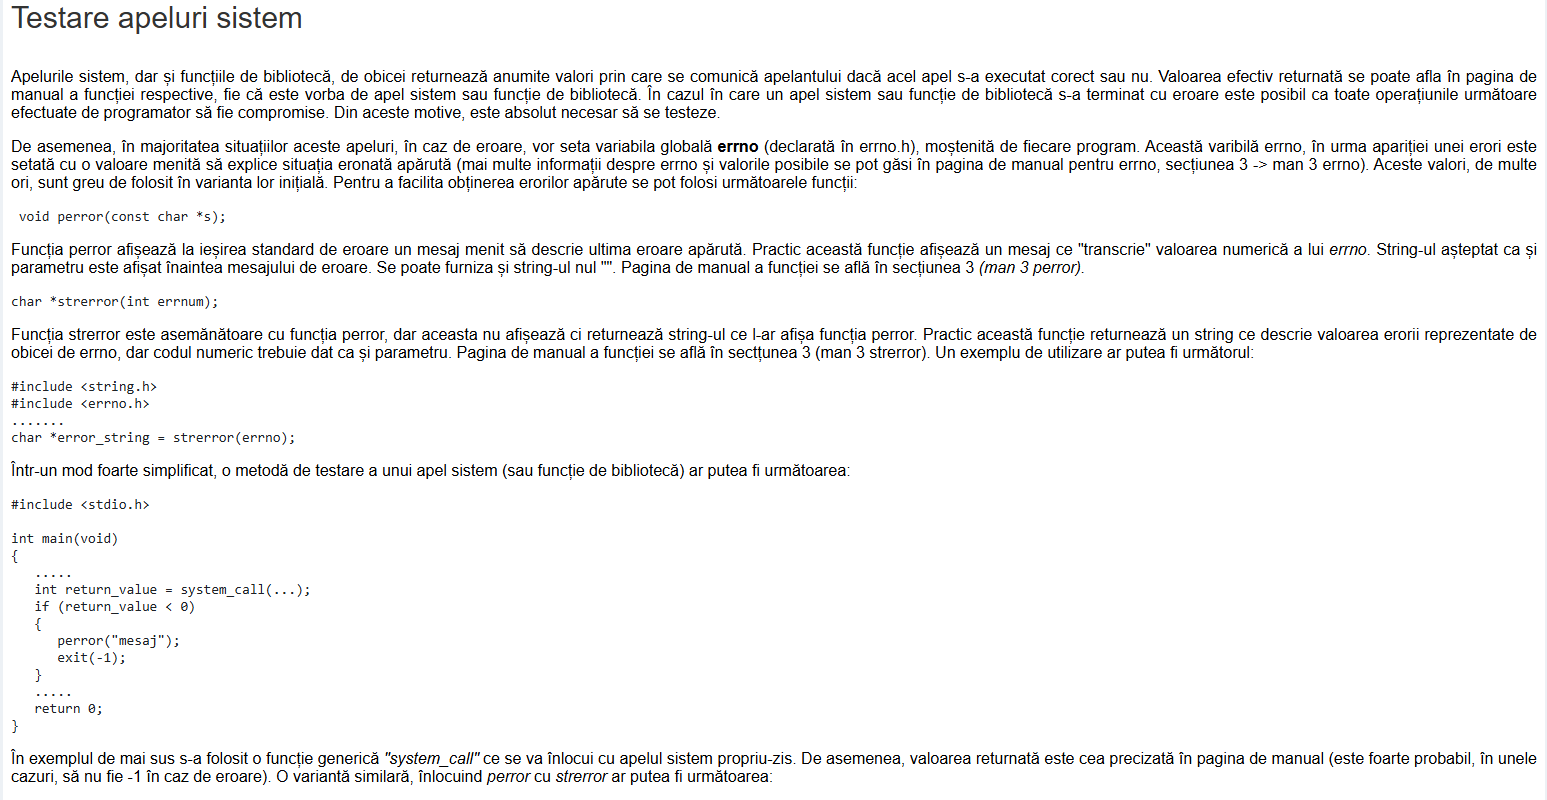 Testare apeluri sistem
Apelurile sistem, dar și funcțiile de bibliotecă, de obicei returnează anumite valori prin care se comunică apelantului dacă acel apel s-a executat corect sau nu. Valoarea efectiv returnată se poate afla în pagina de
manual a funcției respective, fie că este vorba de apel sistem sau funcție de bibliotecă. În cazul în care un apel sistem sau funcție de bibliotecă s-a terminat cu eroare este posibil ca toate operațiunile următoare
efectuate de programator să fie compromise. Din aceste motive, este absolut necesar să se testeze.
De asemenea, în majoritatea situațiilor aceste apeluri, în caz de eroare, vor seta variabila globală errno (declarată în errno.h), moștenită de fiecare program. Această varibilă errno, în urma apariției unei erori este
setată cu o valoare menită să explice situația eronată apărută (mai multe informații despre errno și valorile posibile se pot găsi în pagina de manual pentru errno, secțiunea 3 -> man 3 errno). Aceste valori, de multe
ori, sunt greu de folosit în varianta lor inițială. Pentru a facilita obținerea erorilor apărute se pot folosi următoarele funcții:
void perror(const char *s);
Funcția perror afișează la ieșirea standard de eroare un mesaj menit să descrie ultima eroare apărută. Practic această funcție afișează un mesaj ce "transcrie" valoarea numerică a lui errno. String-ul așteptat ca și
parametru este afișat înaintea mesajului de eroare. Se poate furniza și string-ul nul "". Pagina de manual a funcției se află în secțiunea 3 (man 3 perror).
char *strerror(int errnum);
Funcția strerror este asemănătoare cu funcția perror, dar aceasta nu afișează ci returnează string-ul ce l-ar afișa funcția perror. Practic această funcție returnează un string ce descrie valoarea erorii reprezentate de
obicei de errno, dar codul numeric trebuie dat ca și parametru. Pagina de manual a funcției se află în sectțunea 3 (man 3 strerror). Un exemplu de utilizare ar putea fi următorul:
#include <string.h>
#include <errno.h>
.......
char *error_string = strerror(errno);
Într-un mod foarte simplificat, o metodă de testare a unui apel sistem (sau funcție de bibliotecă) ar putea fi următoarea:
#include <stdio.h>
int main(void)
{
.....
int return_value = system_call(...);
if (return_value < 0)
{
perror("mesaj");
exit(-1);
}
.....
return 0;
}
În exemplul de mai sus s-a folosit o funcție generică "system_call" ce se va înlocui cu apelul sistem propriu-zis. De asemenea, valoarea returnată este cea precizată în pagina de manual (este foarte probabil, în unele
cazuri, să nu fie -1 în caz de eroare). O variantă similară, înlocuind perror cu strerror ar putea fi următoarea: